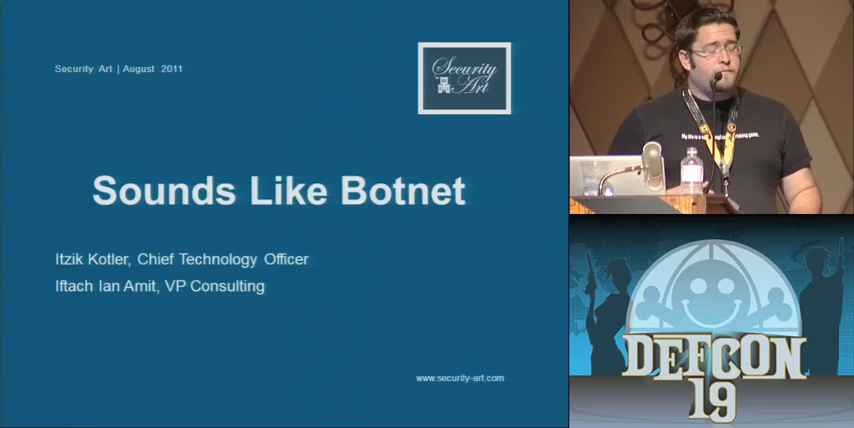 Security Art | August 2011
Security
Art
Sounds Like Botnet
Itzik Kotler, Chief Technology Officer
Iftach Ian Amit, VP Consulting
www.security-art.com
DEFCON
19